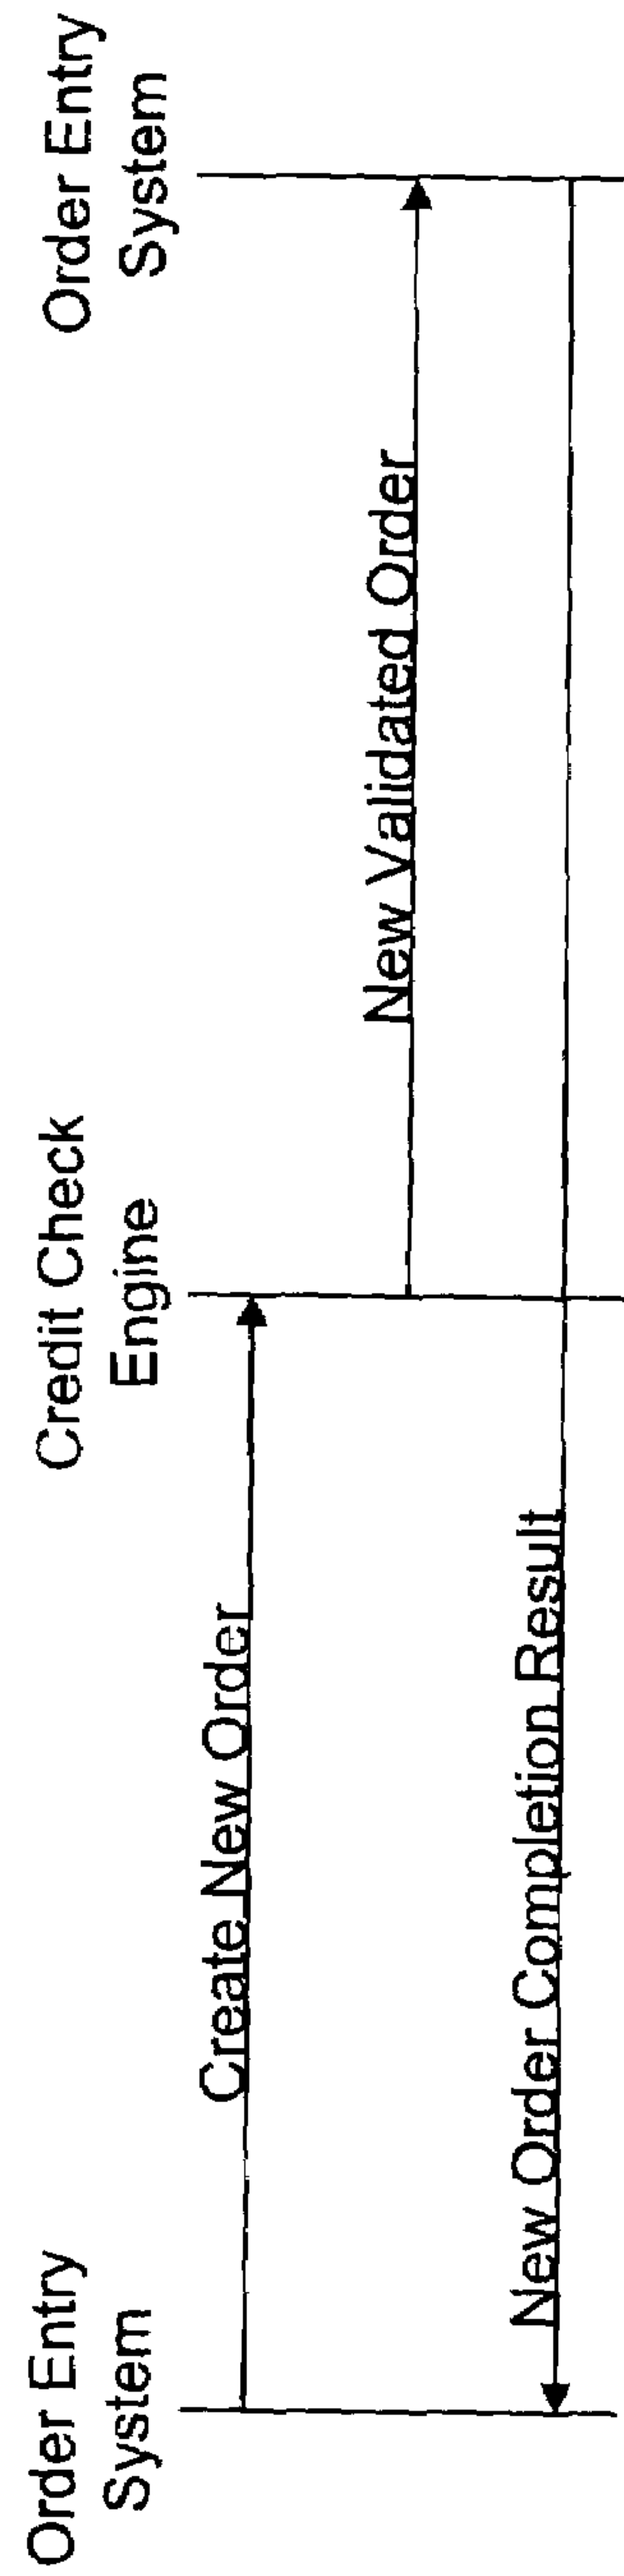 Order Entry
System
Credit Check
Engine
Order Entry
System
Create New Order
New Validated Order
New Order Completion Result